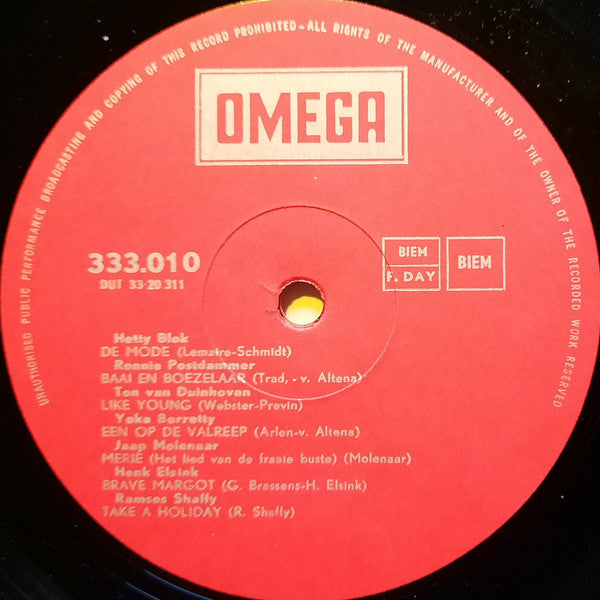 UNAUTHORISED PUBLIC PERFORMANCE BROADCASTING AND COPYING OF THIS RECORD PROHIBITED - ALL RIGHTS OF THE MANUFACTURER AND OF THE OWNER OF THE RECORDED WORK RESERVED
OMEGA
333.010
DUT 33-20 311
BIEM
F. DAY
BIEM
Hetty Blok
DE MODE (Lemaire-Schmidt)
Ronnie Postdammer
BAAI EN BOEZELAAR (Trad, - v. Altena)
Ton van Duinhoven
LIKE YOUNG (Webster-Previn)
Yoka Berretty
EEN OP DE VALREEP (Arlen-v. Altena)
Jaap Molenaar
MERIE (Het lied van de fraaie buste) (Molenaar)
Henk Elsink
BRAVE MARGOT (G. Brassens-H. Elsink)
Ramses Shaffy
TAKE A HOLIDAY (R. Shaffy)